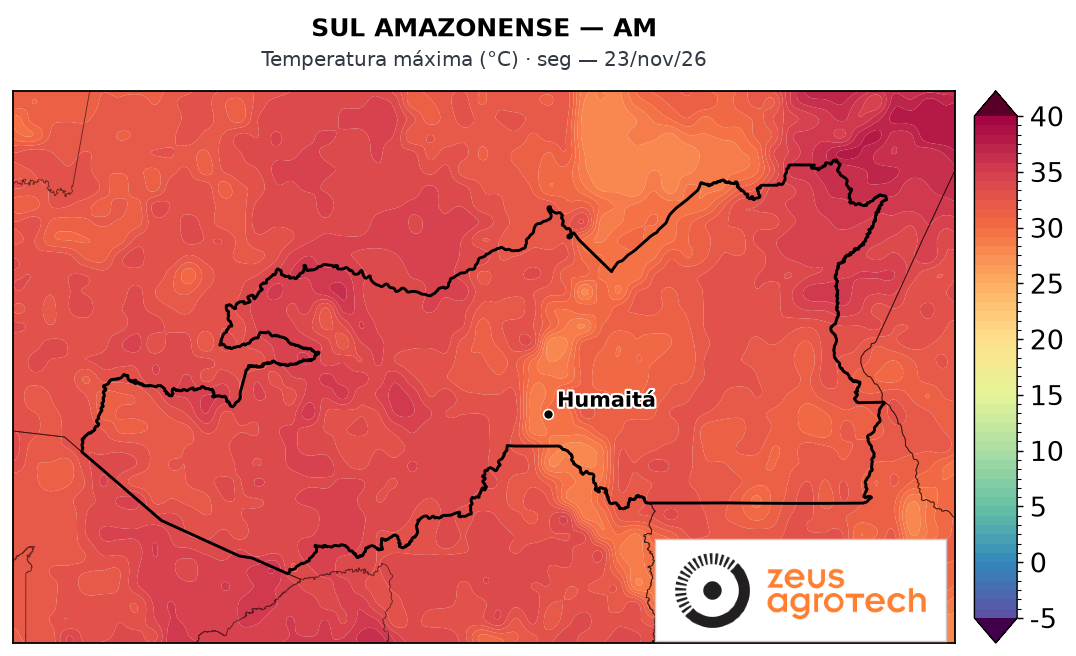 SUL AMAZONENSE — AM
Temperatura máxima (°C) · seg — 23/nov/26
40
35
30
25
20
15
10
5
0
-5
Humaitá
zeus
agrotech